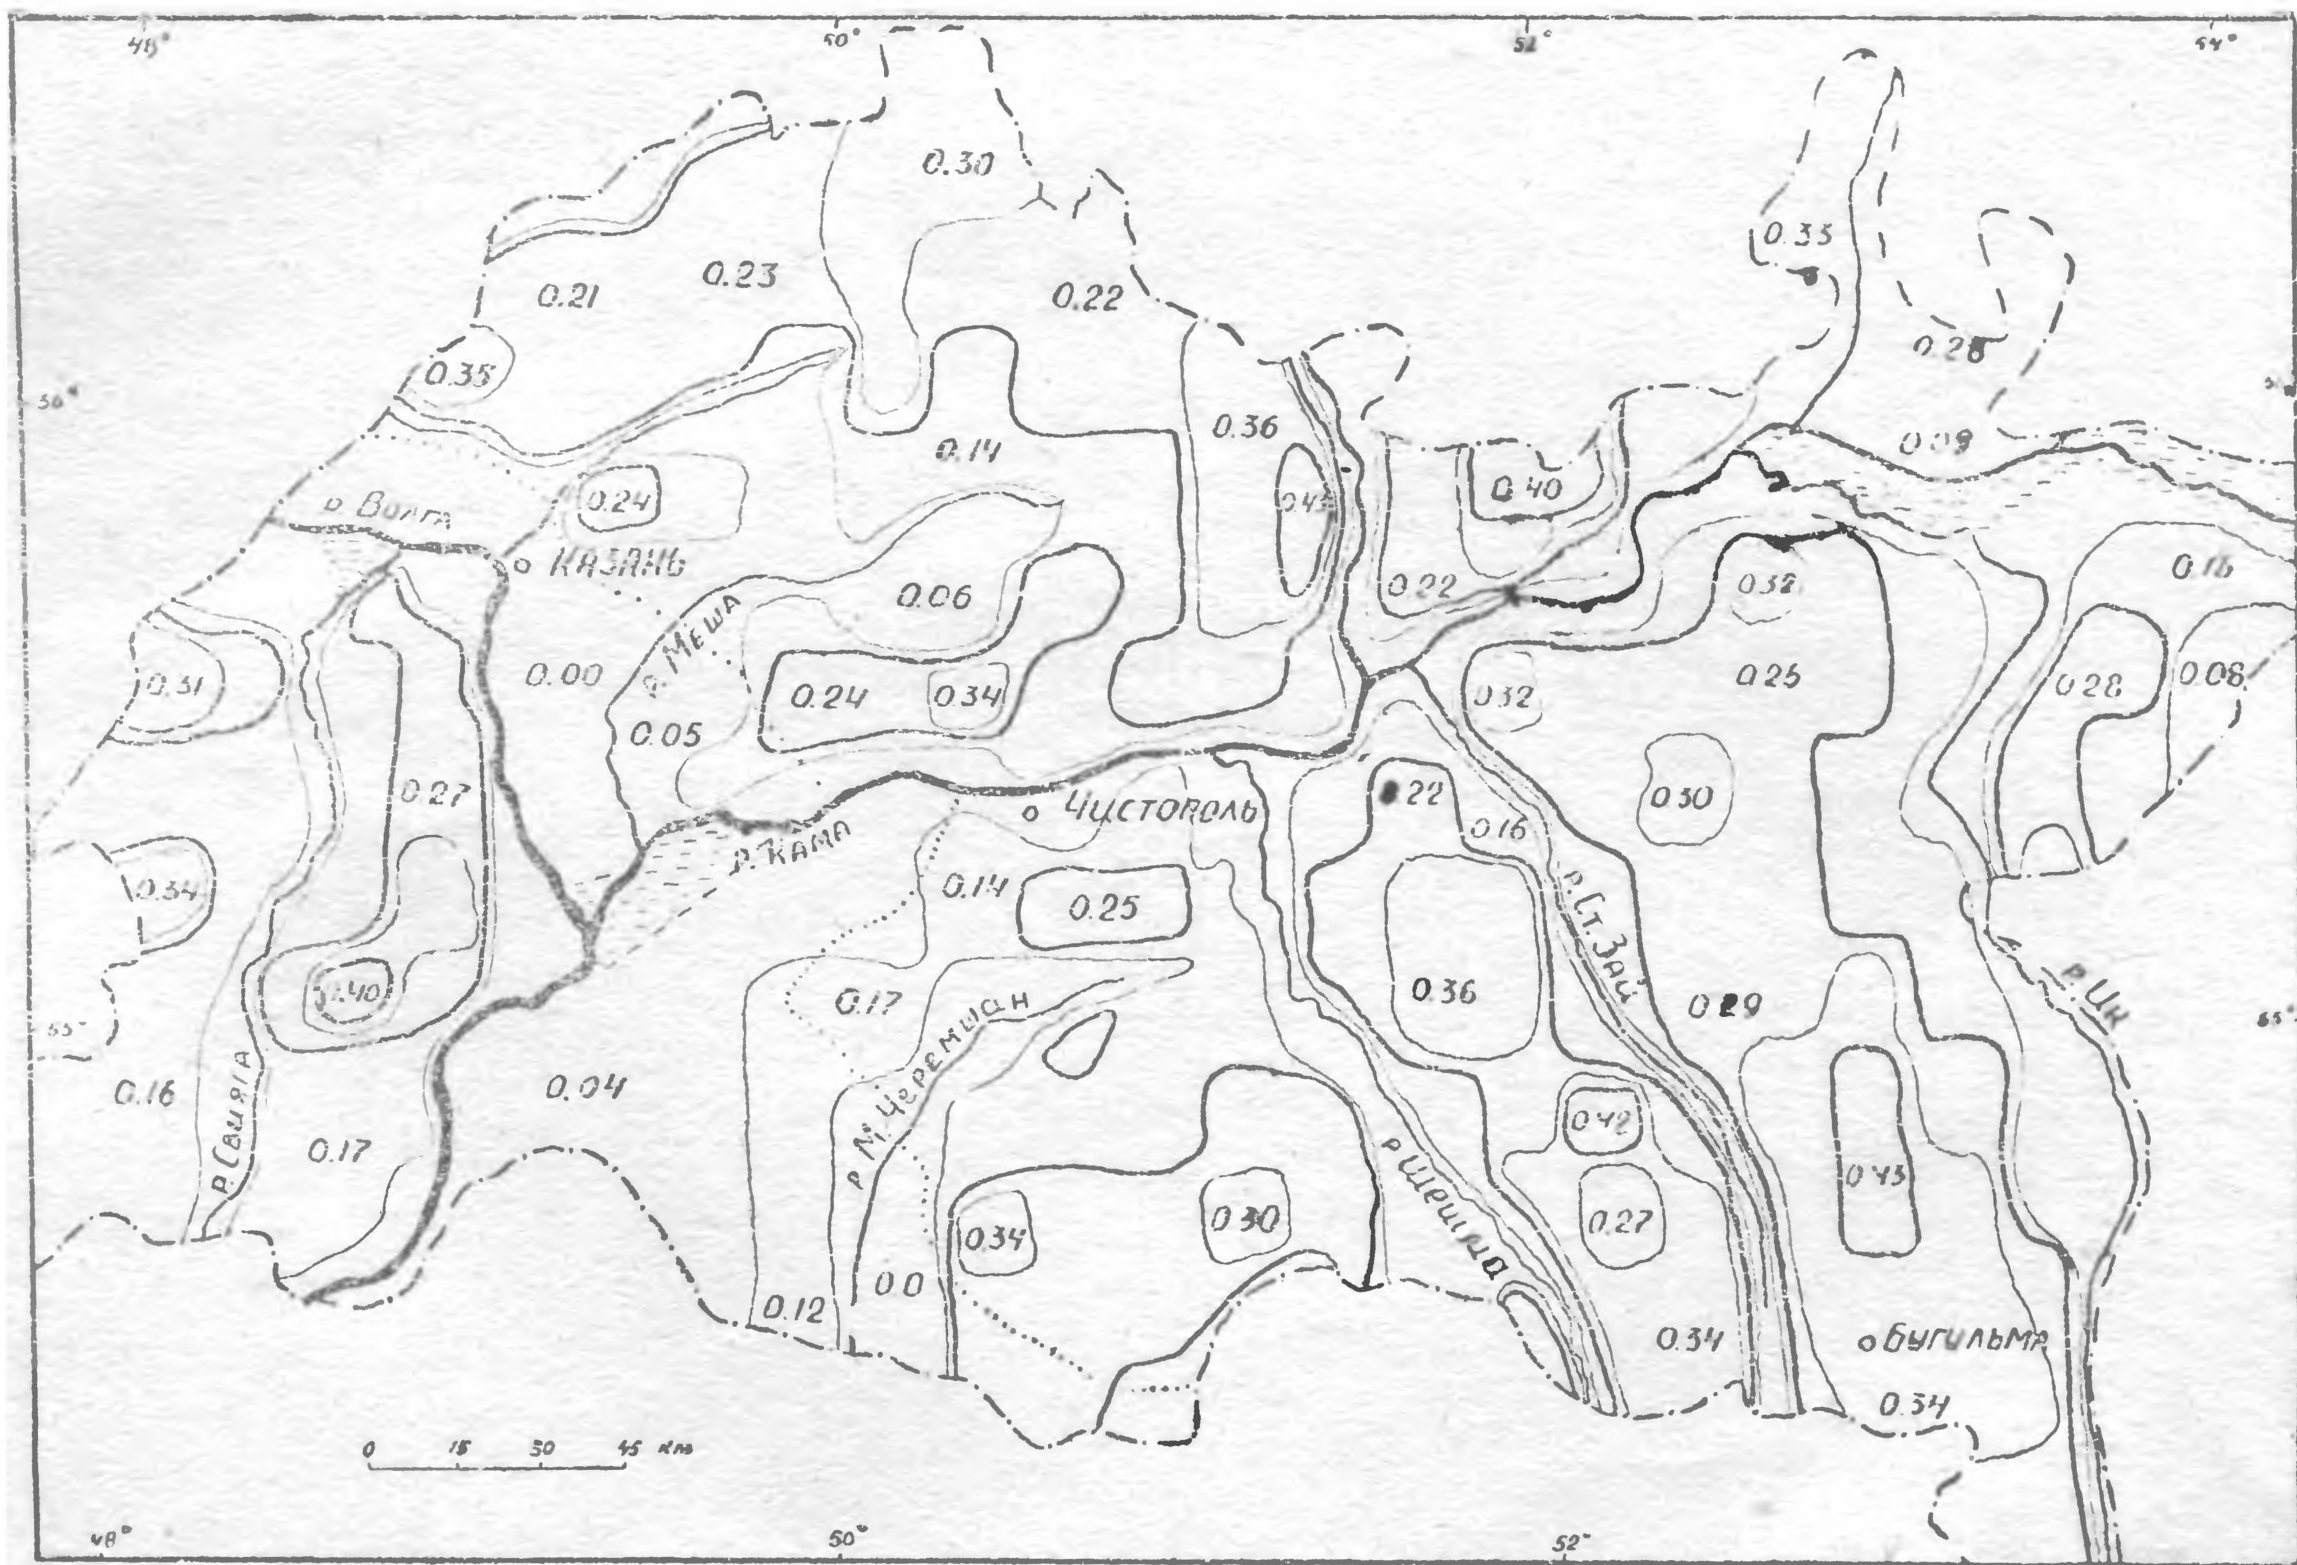 48° 50° 52° 54°
0.30
0.33
0.21 0.23 0.22
0.28
0.35
56°
0.36
0.14 0.09
0.24 0.40
р. Волга
КАЗАНЬ
0.06 0.22 0.32 0.16
р. МЕША
0.31 0.00 0.24 0.34 0.32 0.25 0.28 0.08
0.05
0.27 22 0.30
ЧИСТОПОЛЬ
0.16
р. КАМА
0.34 0.14 0.25
р. Ст. Зай
0.40 0.17 0.36 0.29
р. Ик
55° 55°
0.16 0.04
р. М. ЧЕРЕМШАН
р. Свияга
0.17 0.42 0.43
р. Шешма
0.34 0.30 0.27
0.0
0.12 0.34
БУГУЛЬМА
0.34
0 15 30 45 км
48° 50° 52°